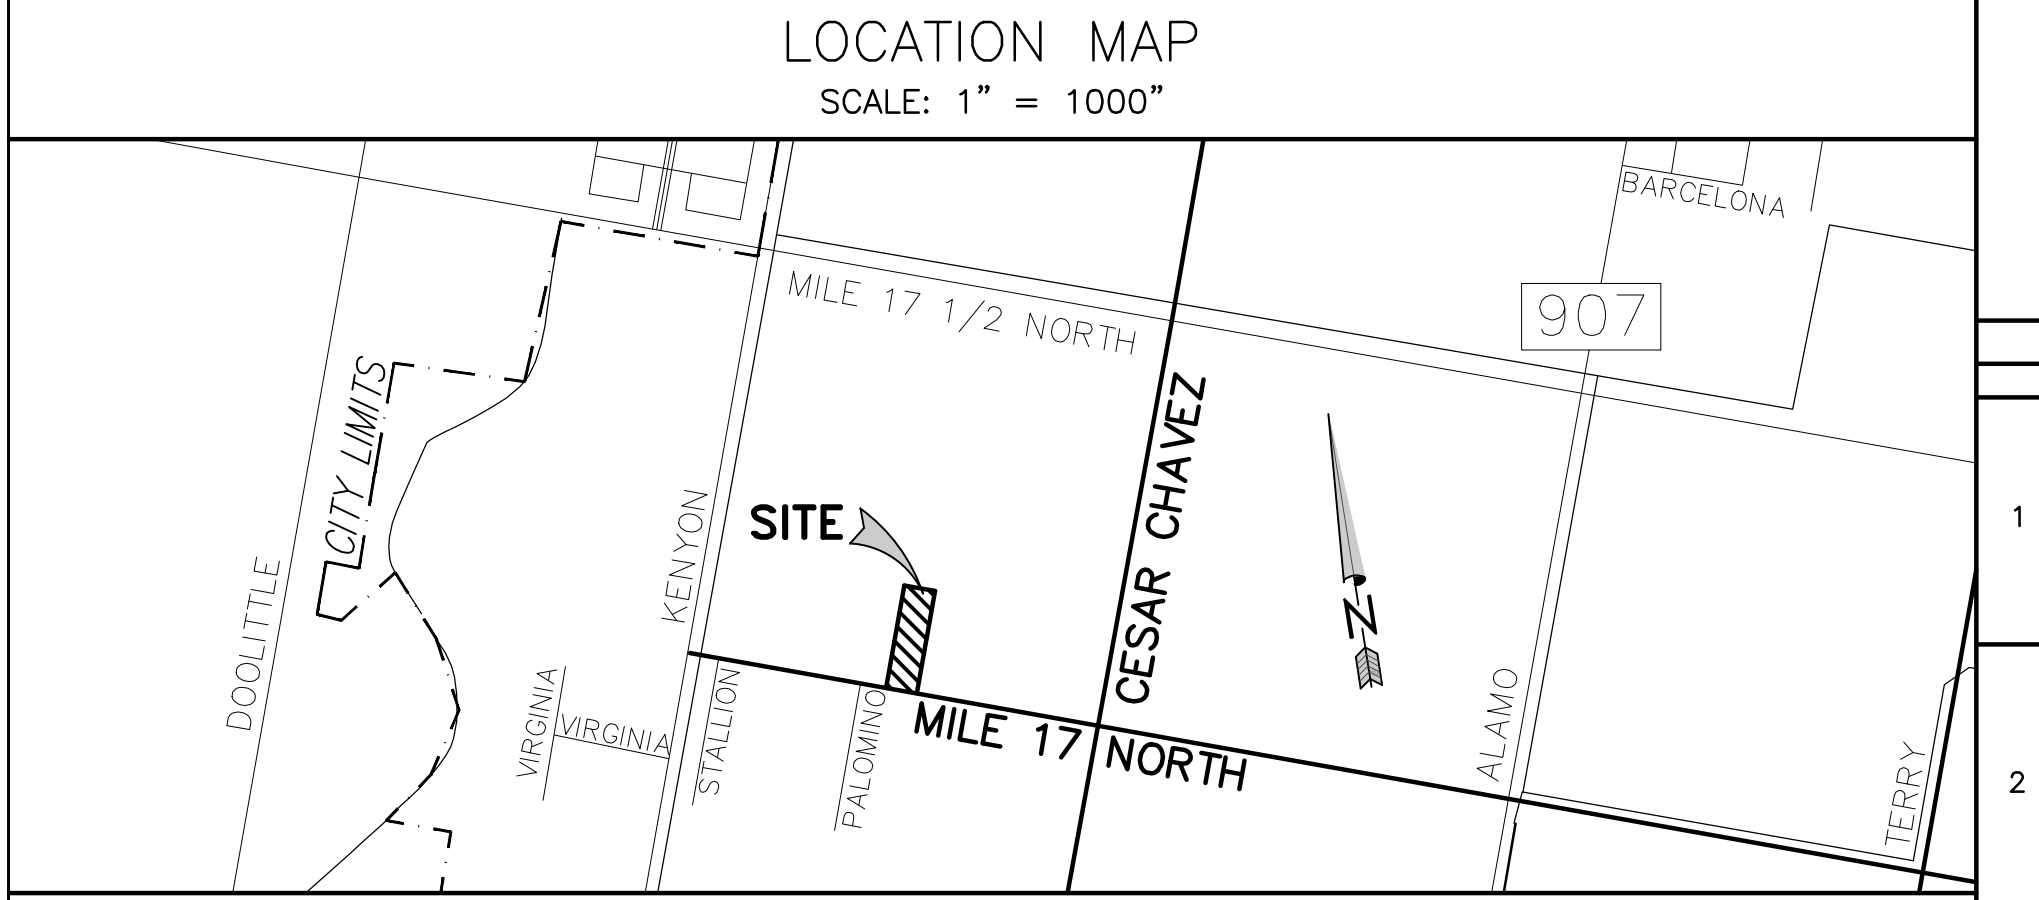 LOCATION MAP
SCALE: 1” = 1000”
BARCELONA
MILE 17 1/2 NORTH
907
CITY LIMITS
CESAR CHAVEZ
SITE
KENYON
1
DOOLITTLE
N
VIRGINIA
VIRGINIA
STALLION
PALOMINO
MILE 17 NORTH
ALAMO
TERRY
2